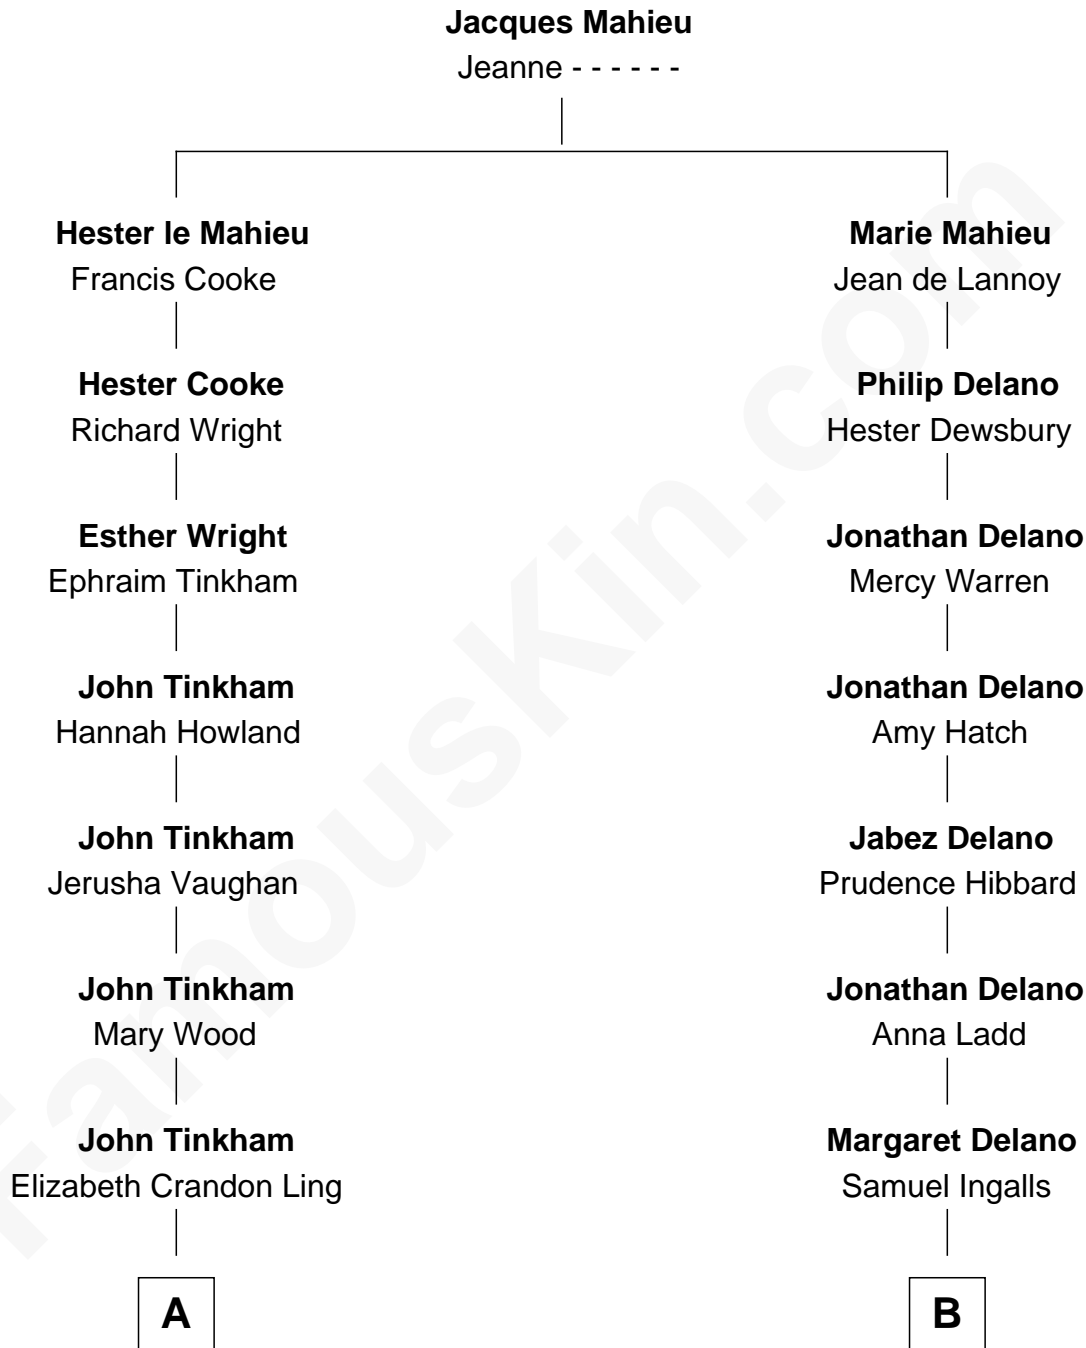 Jacques Mahieu
Jeanne - - - - - -
Hester le Mahieu
Francis Cooke
Marie Mahieu
Jean de Lannoy
Hester Cooke
Richard Wright
Philip Delano
Hester Dewsbury
Esther Wright
Ephraim Tinkham
Jonathan Delano
Mercy Warren
John Tinkham
Hannah Howland
Jonathan Delano
Amy Hatch
John Tinkham
Jerusha Vaughan
Jabez Delano
Prudence Hibbard
John Tinkham
Mary Wood
Jonathan Delano
Anna Ladd
John Tinkham
Elizabeth Crandon Ling
Margaret Delano
Samuel Ingalls
A
B
FamousKin.com